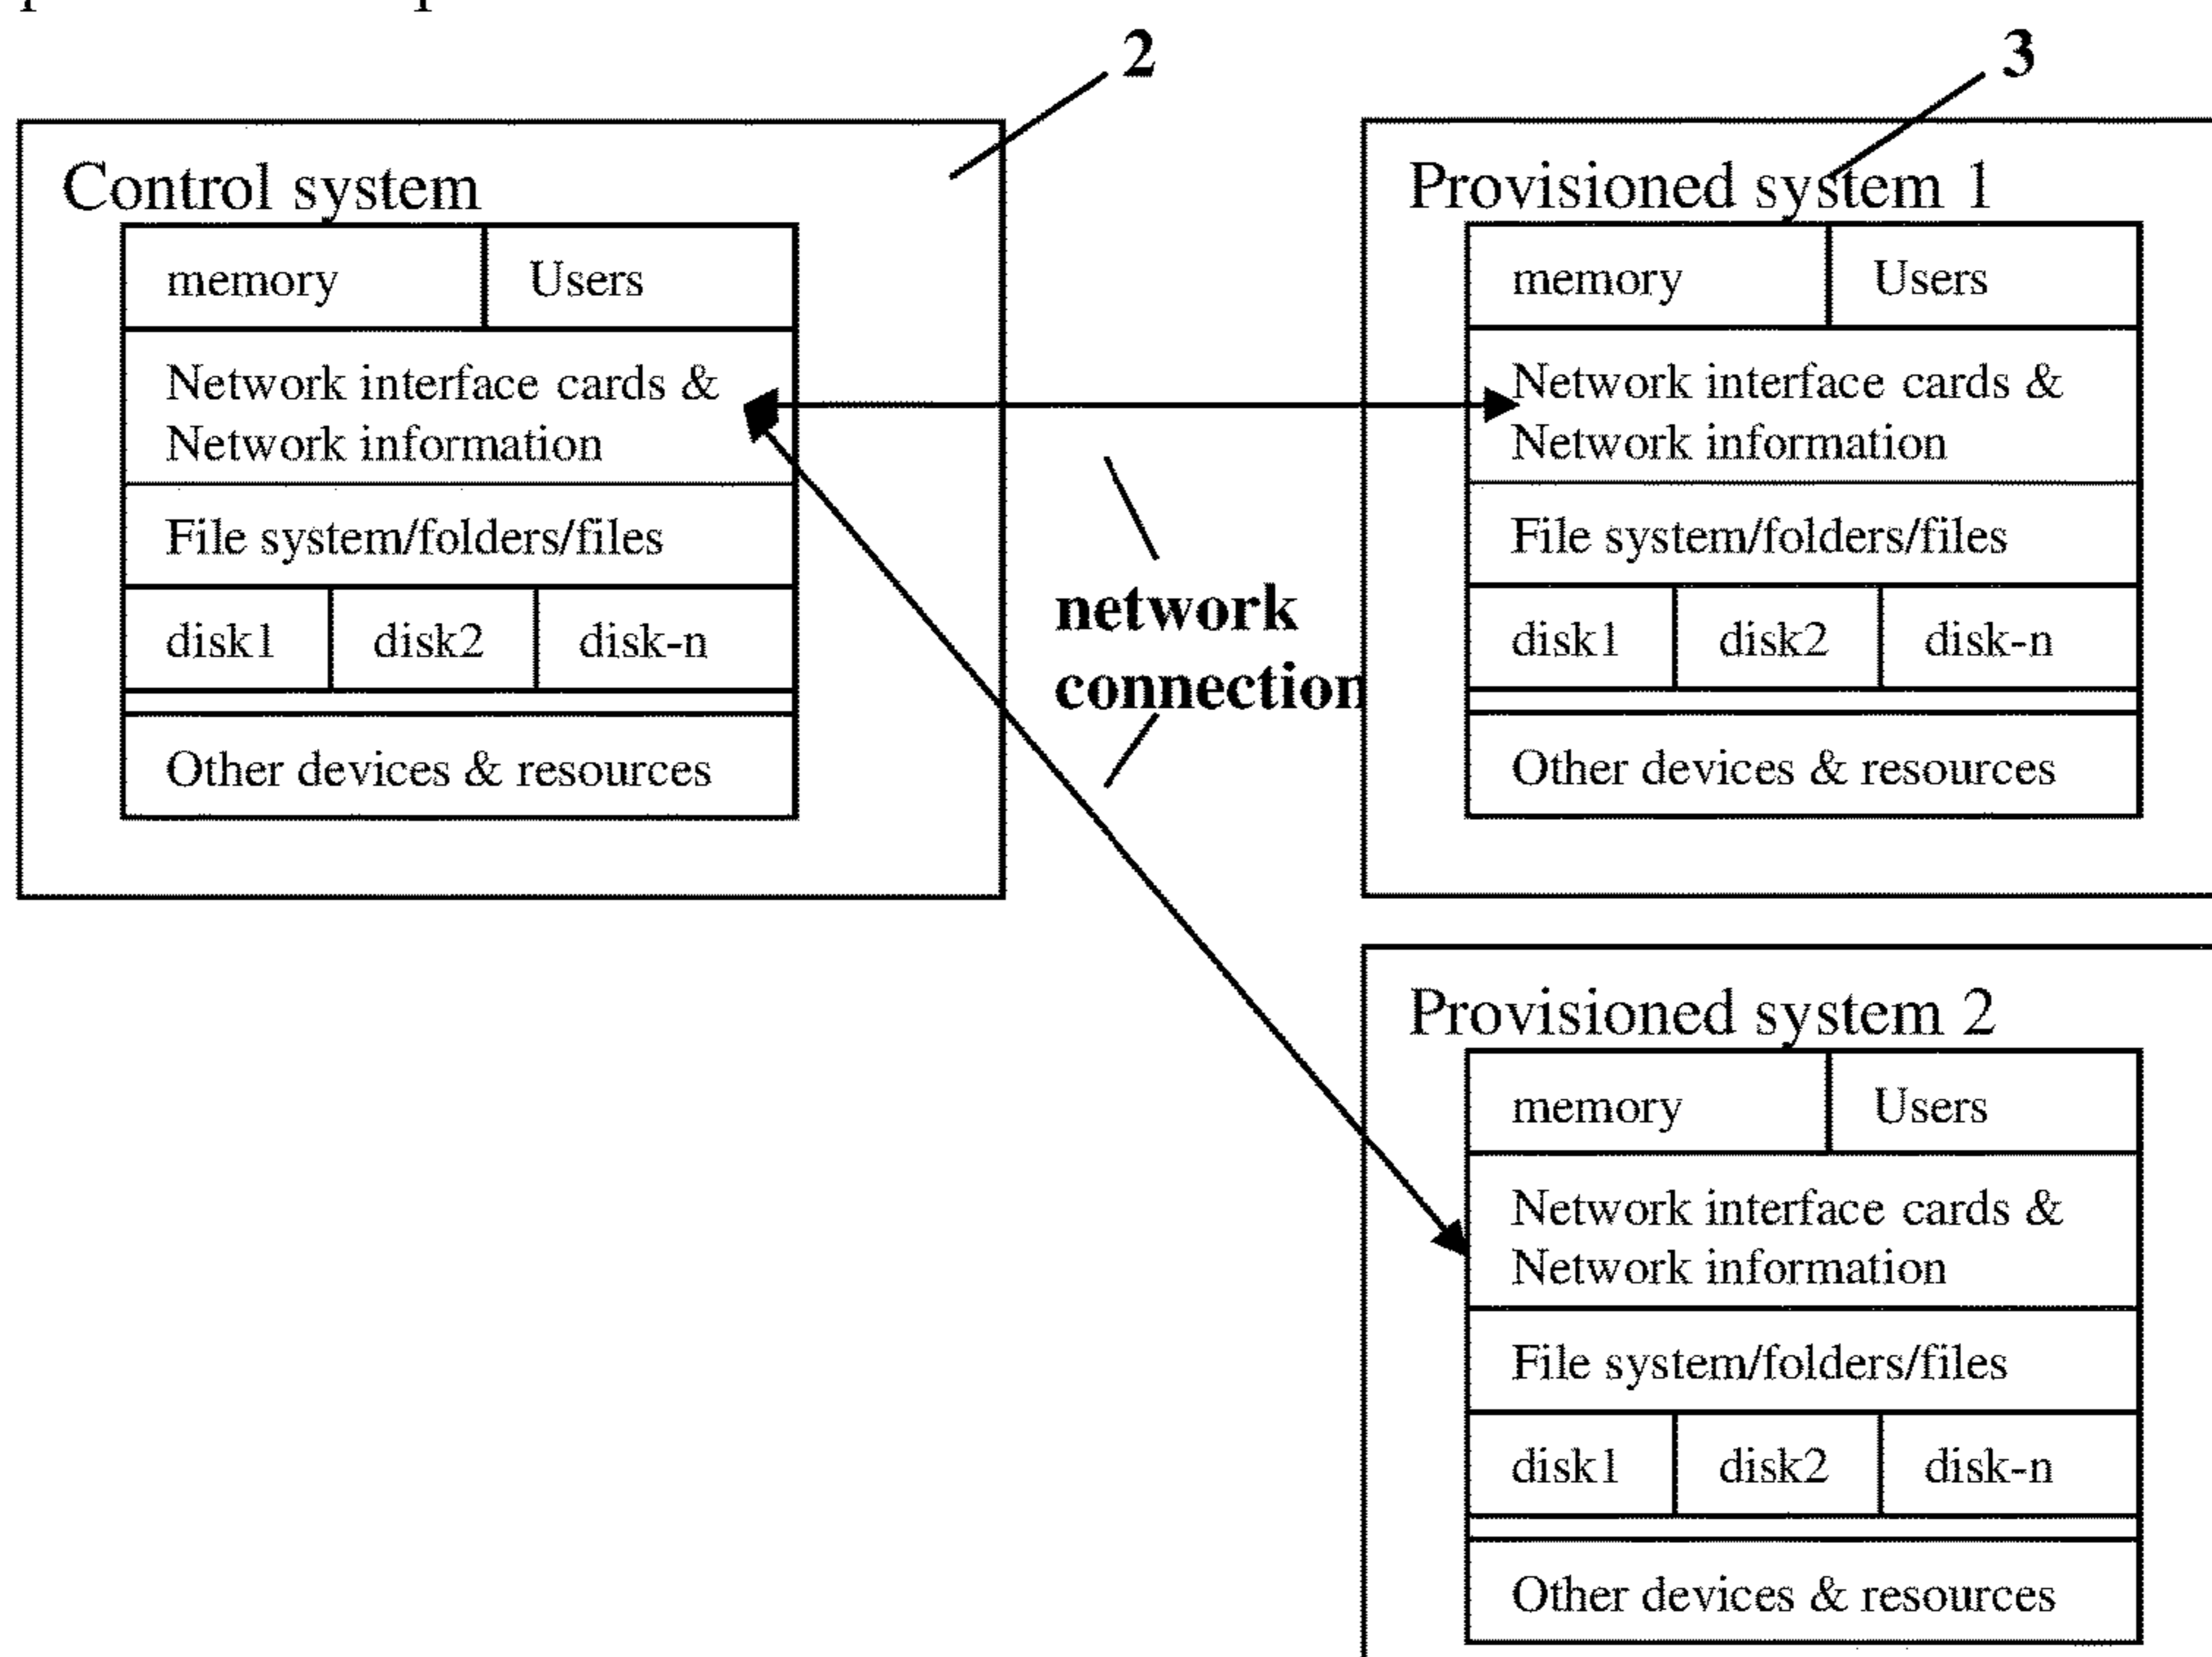 2
3
Control system
memory
Users
Network interface cards &
Network information
File system/folders/files
disk1
disk2
disk-n
Other devices & resources
network
connection
Provisioned system 1
memory
Users
Network interface cards &
Network information
File system/folders/files
disk1
disk2
disk-n
Other devices & resources
Provisioned system 2
memory
Users
Network interface cards &
Network information
File system/folders/files
disk1
disk2
disk-n
Other devices & resources